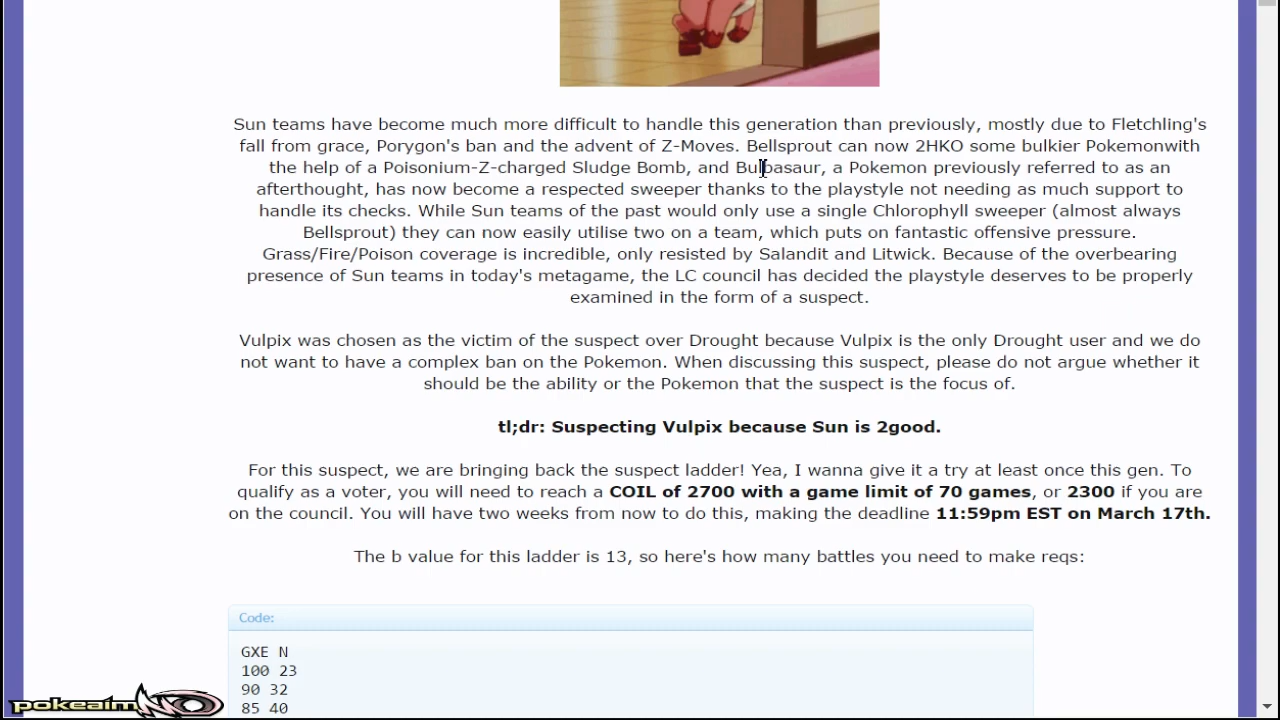 Sun teams have become much more difficult to handle this generation than previously, mostly due to Fletchling's
fall from grace, Porygon's ban and the advent of Z-Moves. Bellsprout can now 2HKO some bulkier Pokemonwith
the help of a Poisonium-Z-charged Sludge Bomb, and Bulbasaur, a Pokemon previously referred to as an
afterthought, has now become a respected sweeper thanks to the playstyle not needing as much support to
handle its checks. While Sun teams of the past would only use a single Chlorophyll sweeper (almost always
Bellsprout) they can now easily utilise two on a team, which puts on fantastic offensive pressure.
Grass/Fire/Poison coverage is incredible, only resisted by Salandit and Litwick. Because of the overbearing
presence of Sun teams in today's metagame, the LC council has decided the playstyle deserves to be properly
examined in the form of a suspect.
Vulpix was chosen as the victim of the suspect over Drought because Vulpix is the only Drought user and we do
not want to have a complex ban on the Pokemon. When discussing this suspect, please do not argue whether it
should be the ability or the Pokemon that the suspect is the focus of.
tl;dr: Suspecting Vulpix because Sun is 2good.
For this suspect, we are bringing back the suspect ladder! Yea, I wanna give it a try at least once this gen. To
qualify as a voter, you will need to reach a COIL of 2700 with a game limit of 70 games, or 2300 if you are
on the council. You will have two weeks from now to do this, making the deadline 11:59pm EST on March 17th.
The b value for this ladder is 13, so here's how many battles you need to make reqs:
Code:
GXE N
100 23
90 32
85 40
pokeaim